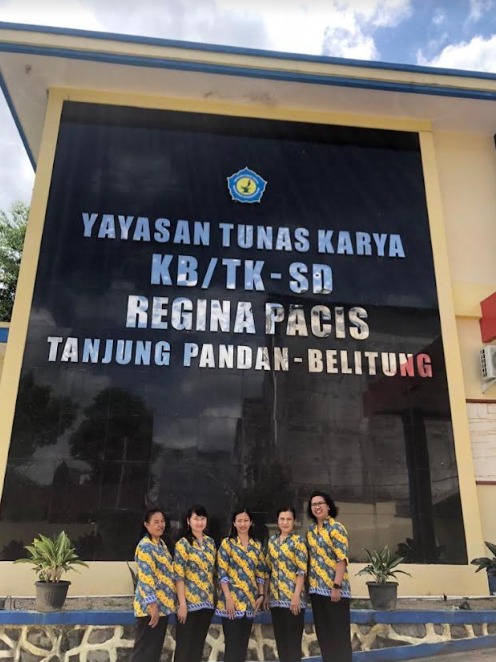 YAYASAN TUNAS KARYA
KB/TK-SD
REGINA PACIS
TANJUNG PANDAN-BELITUNG